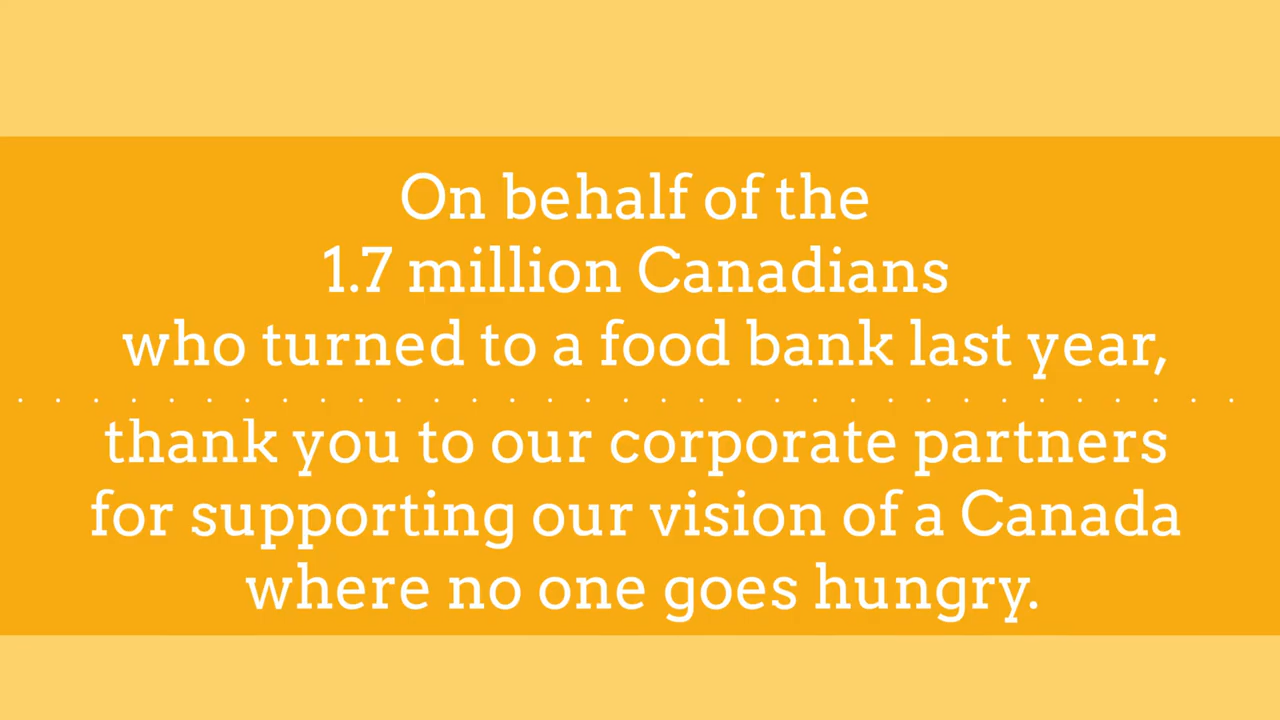 On behalf of the
1.7 million Canadians
who turned to a food bank last year,
thank you to our corporate partners
for supporting our vision of a Canada
where no one goes hungry.